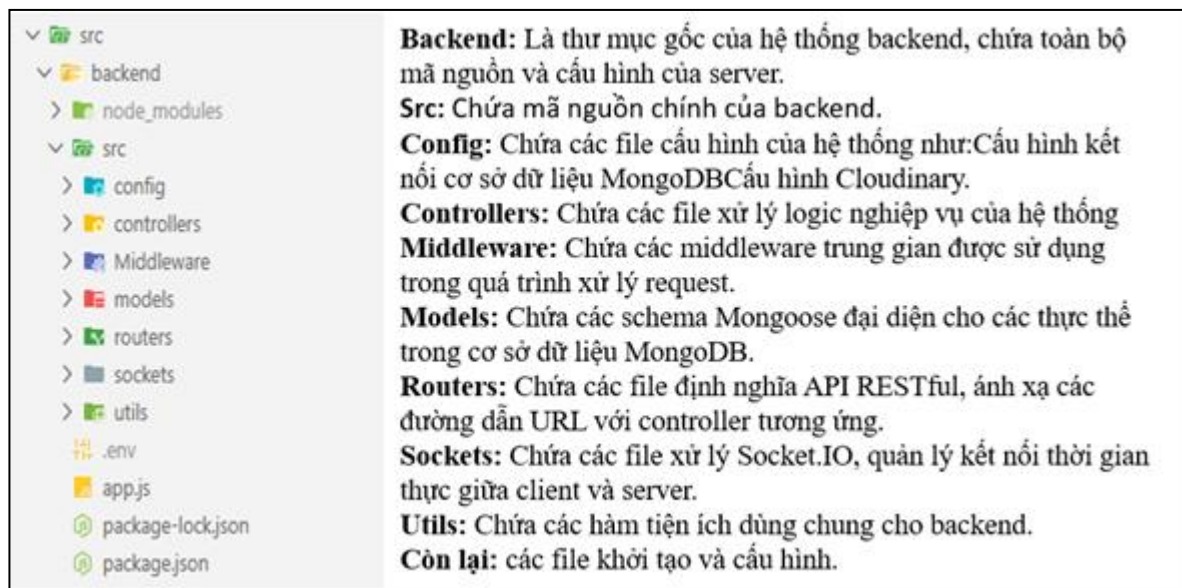 src
backend
node_modules
src
config
controllers
Middleware
models
routers
sockets
utils
.env
app.js
package-lock.json
package.json
Backend: Là thư mục gốc của hệ thống backend, chứa toàn bộ
mã nguồn và cấu hình của server.
Src: Chứa mã nguồn chính của backend.
Config: Chứa các file cấu hình của hệ thống như:Cấu hình kết
nối cơ sở dữ liệu MongoDBCấu hình Cloudinary.
Controllers: Chứa các file xử lý logic nghiệp vụ của hệ thống
Middleware: Chứa các middleware trung gian được sử dụng
trong quá trình xử lý request.
Models: Chứa các schema Mongoose đại diện cho các thực thể
trong cơ sở dữ liệu MongoDB.
Routers: Chứa các file định nghĩa API RESTful, ánh xạ các
đường dẫn URL với controller tương ứng.
Sockets: Chứa các file xử lý Socket.IO, quản lý kết nối thời gian
thực giữa client và server.
Utils: Chứa các hàm tiện ích dùng chung cho backend.
Còn lại: các file khởi tạo và cấu hình.